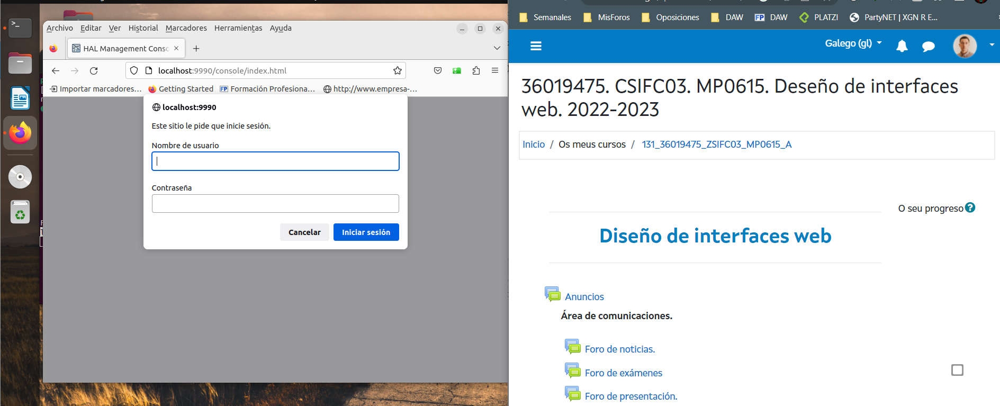 Archivo Editar Ver Historial Marcadores Herramientas Ayuda
HAL Management Conso
localhost:9990/console/index.html
Importar marcadores… Getting Started Formación Profesiona… http://www.empresa-…
localhost:9990
Este sitio le pide que inicie sesión.
Nombre de usuario
Contraseña
Cancelar Iniciar sesión
Semanales MisForos Oposiciones DAW FP DAW PLATZI PartyNET | XGN R E...
Galego (gl)
36019475. CSIFC03. MP0615. Deseño de interfaces
web. 2022-2023
Inicio / Os meus cursos / 131_36019475_ZSIFC03_MP0615_A
O seu progreso
Diseño de interfaces web
Anuncios
Área de comunicaciones.
Foro de noticias.
Foro de exámenes
Foro de presentación.